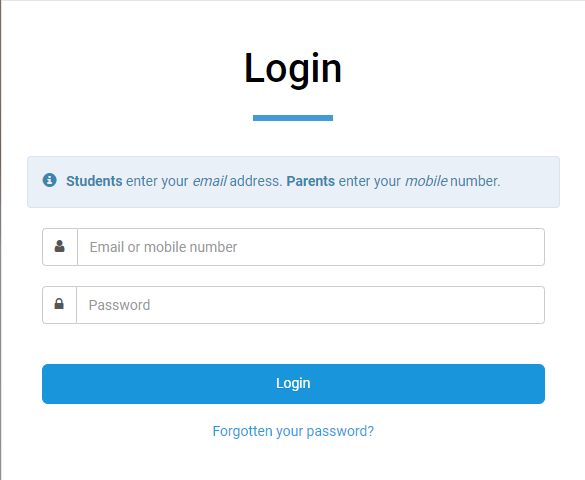 Login
Students enter your email address. Parents enter your mobile number.
Email or mobile number
Password
Login
Forgotten your password?